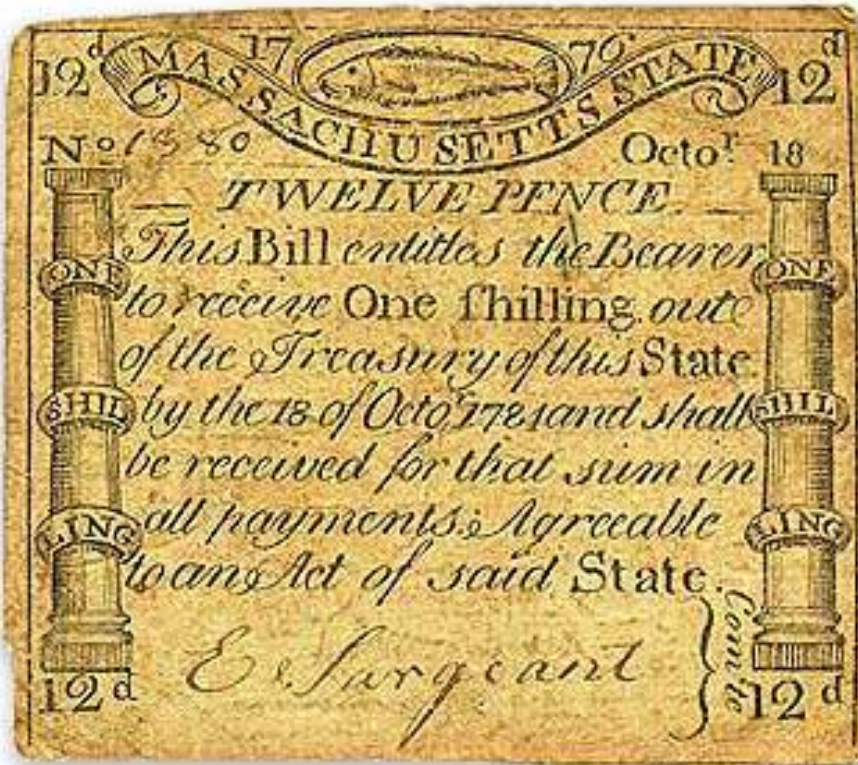 12d 17 76 12d
MASSACHUSETTS STATE
No 1380 Octor. 18
TWELVE PENCE.
This Bill entitles the Bearer
to receive One ſhilling out
of the Treasury of this State
by the 18 of Octor 1781 and shall
be received for that sum in
all payments. Agreeable
to an Act of said State.
ONE ONE
SHIL SHIL
LING LING
E. Sargeant
Comte
12d 12d